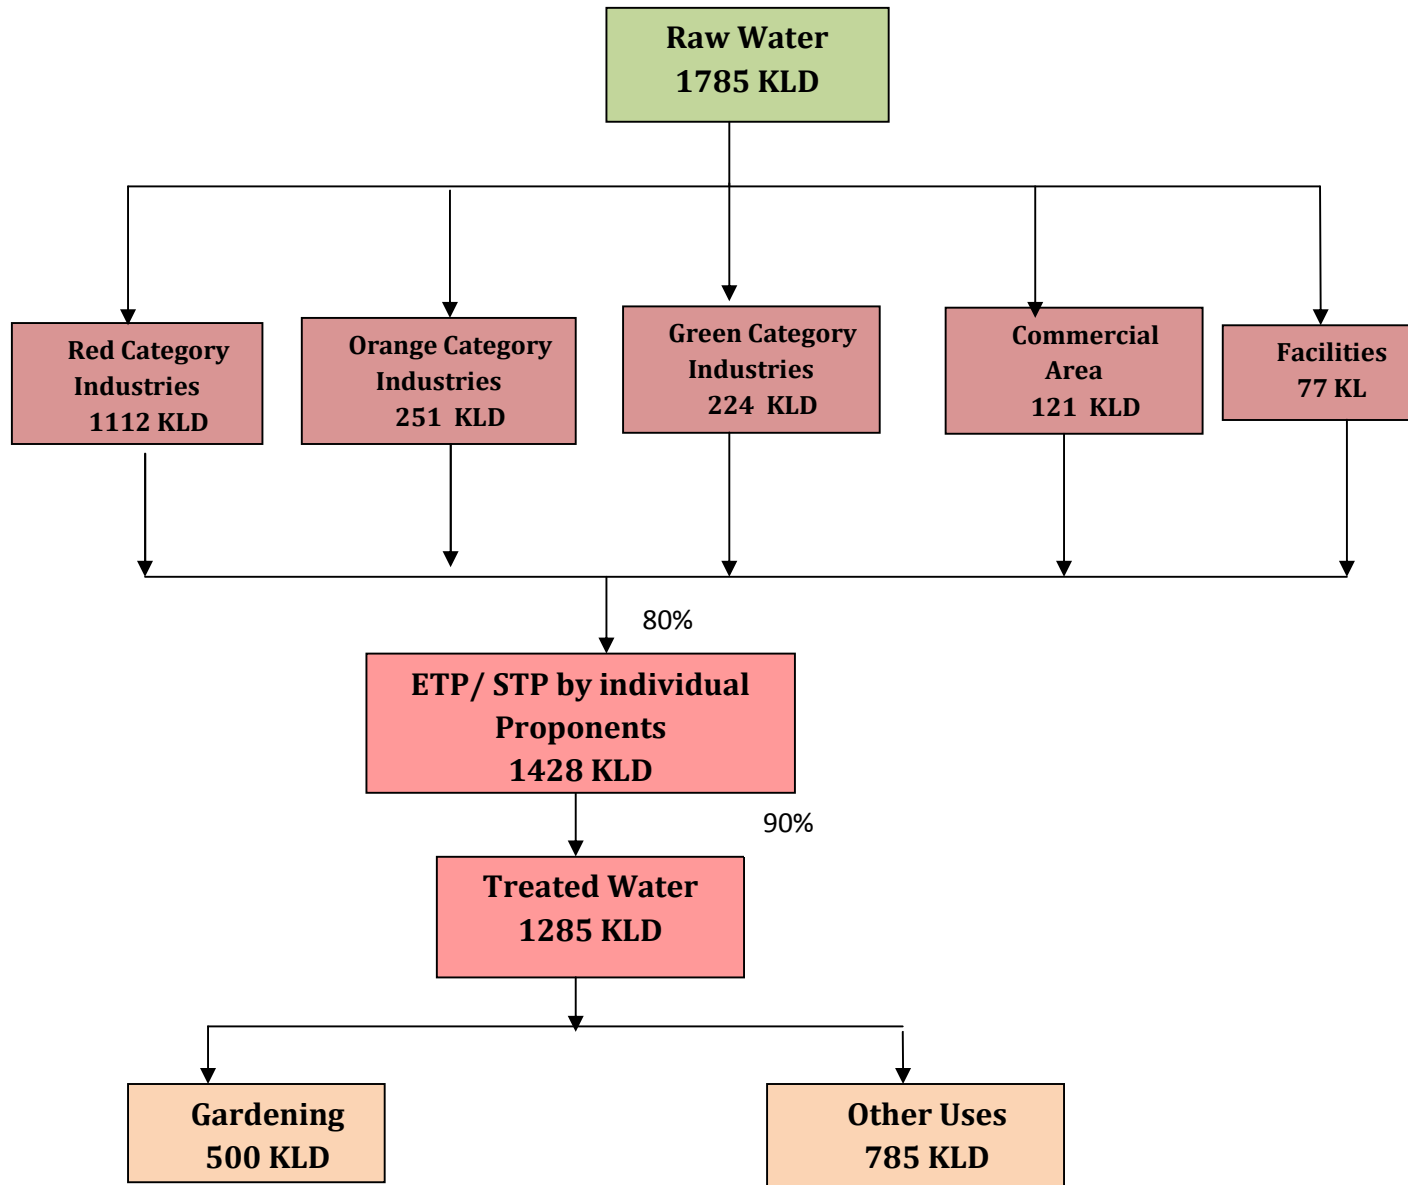 Raw Water
1785 KLD
Red Category
Industries
1112 KLD
Orange Category
Industries
251 KLD
Green Category
Industries
224 KLD
Commercial
Area
121 KLD
Facilities
77 KL
80%
ETP/ STP by individual
Proponents
1428 KLD
90%
Treated Water
1285 KLD
Gardening
500 KLD
Other Uses
785 KLD